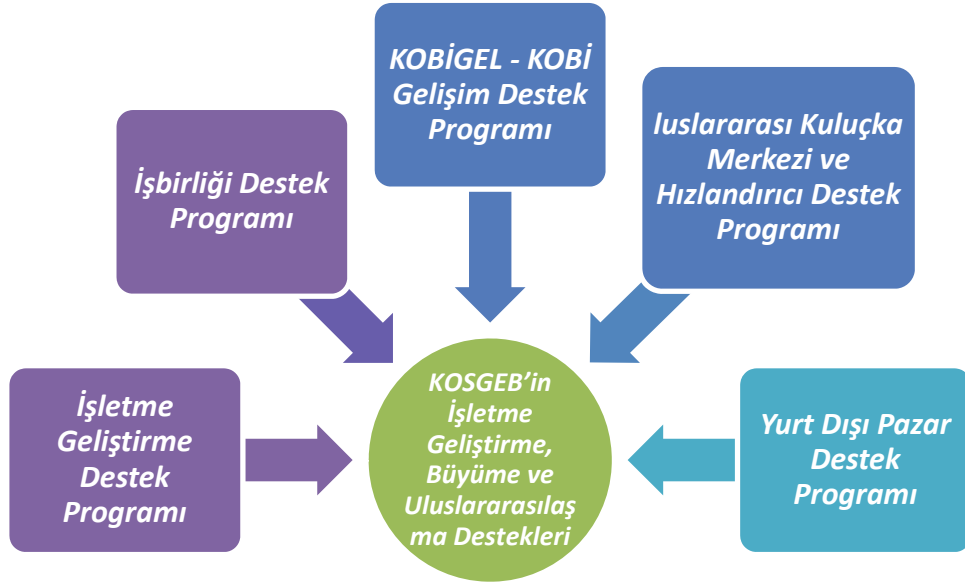 KOBİGEL - KOBİ
Gelişim Destek
Programı
İşbirliği Destek
Programı
luslararası Kuluçka
Merkezi ve
Hızlandırıcı Destek
Programı
İşletme
Geliştirme
Destek
Programı
KOSGEB’in
İşletme
Geliştirme,
Büyüme ve
Uluslararasılaş
ma Destekleri
Yurt Dışı Pazar
Destek
Programı